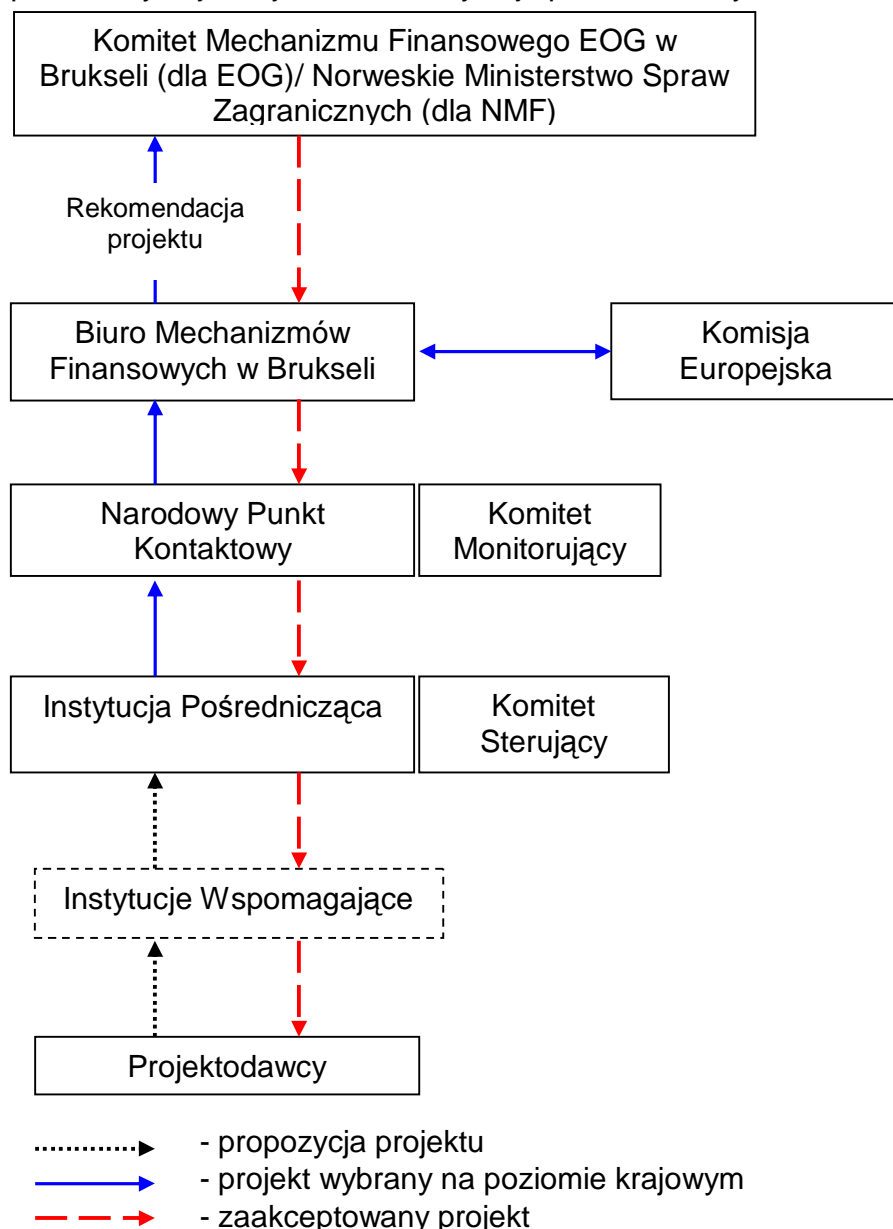 Komitet Mechanizmu Finansowego EOG w
Brukseli (dla EOG)/ Norweskie Ministerstwo Spraw
Zagranicznych (dla NMF)
Rekomendacja
projektu
Biuro Mechanizmów
Finansowych w Brukseli
Komisja
Europejska
Narodowy Punkt
Kontaktowy
Komitet
Monitorujący
Instytucja Pośrednicząca
Komitet
Sterujący
Instytucje Wspomagające
Projektodawcy
- propozycja projektu
- projekt wybrany na poziomie krajowym
- zaakceptowany projekt